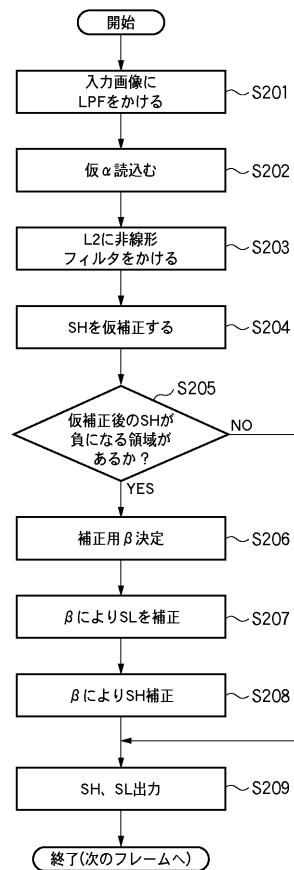 開始
入力画像に
LPFをかける
S201
仮α読込む
S202
L2に非線形
フィルタをかける
S203
SHを仮補正する
S204
S205
仮補正後のSHが
負になる領域が
あるか？
NO
YES
補正用β決定
S206
βによりSLを補正
S207
βによりSH補正
S208
SH、SL出力
S209
終了(次のフレームへ)